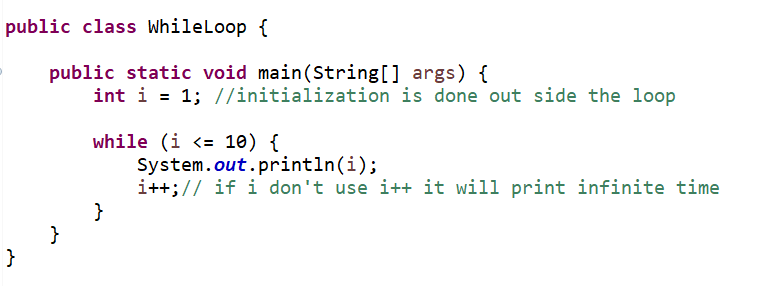 public class WhileLoop {
public static void main(String[] args) {
int i = 1; //initialization is done out side the loop
while (i <= 10) {
System.out.println(i);
i++;// if i don't use i++ it will print infinite time
}
}
}